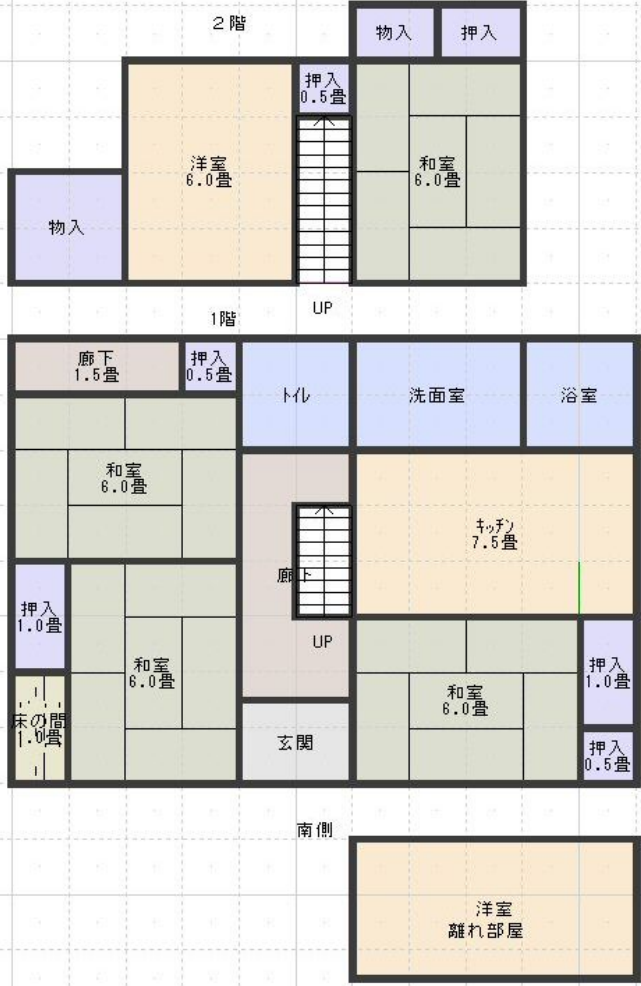 2階
物入
押入
押入
0.5畳
洋室
6.0畳
和室
6.0畳
物入
UP
1階
廊下
1.5畳
押入
0.5畳
トイレ
洗面室
浴室
和室
6.0畳
キッチン
7.5畳
廊下
押入
1.0畳
UP
和室
6.0畳
和室
6.0畳
押入
1.0畳
床の間
1.0畳
玄関
押入
0.5畳
南側
洋室
離れ部屋